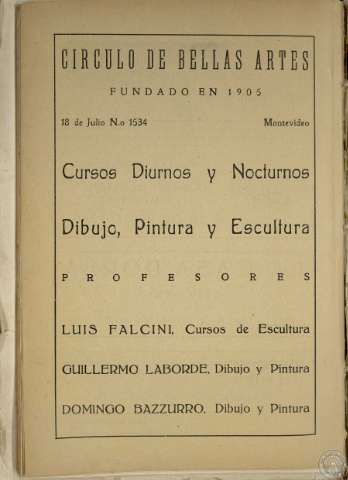 CIRCULO DE BELLAS ARTES
FUNDADO EN 1905
18 de Julio N.o 1534 Montevideo
Cursos Diurnos y Nocturnos
Dibujo, Pintura y Escultura
PROFESORES
LUIS FALCINI, Cursos de Escultura
GUILLERMO LABORDE, Dibujo y Pintura
DOMINGO BAZZURRO, Dibujo y Pintura